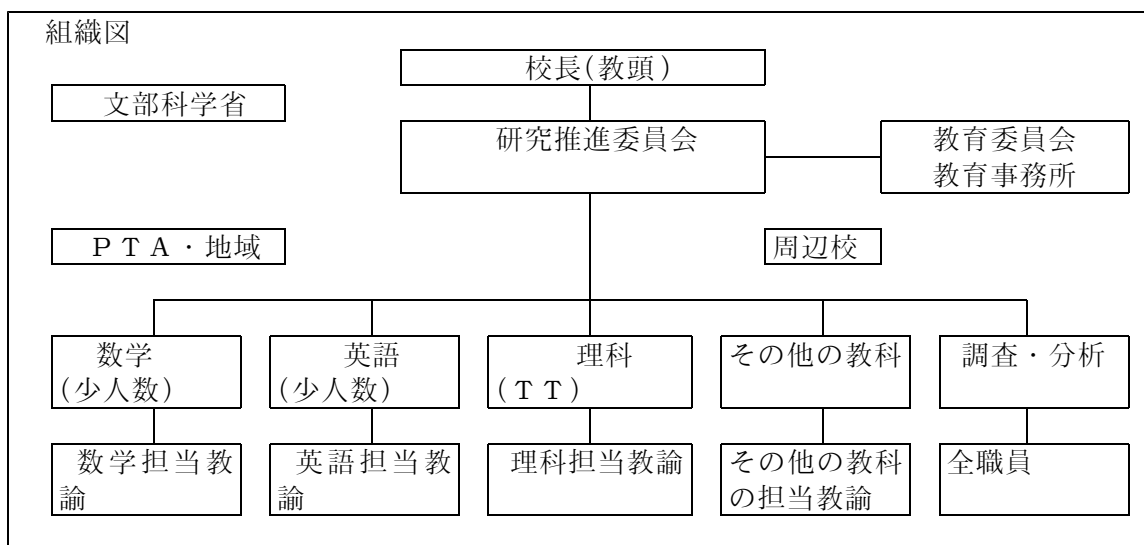 組織図
校長(教頭)
文部科学省
研究推進委員会
教育委員会
教育事務所
ＰＴＡ・地域
周辺校
数学
(少人数)
英語
(少人数)
理科
(ＴＴ)
その他の教科
調査・分析
数学担当教
諭
英語担当教
諭
理科担当教諭
その他の教科
の担当教諭
全職員